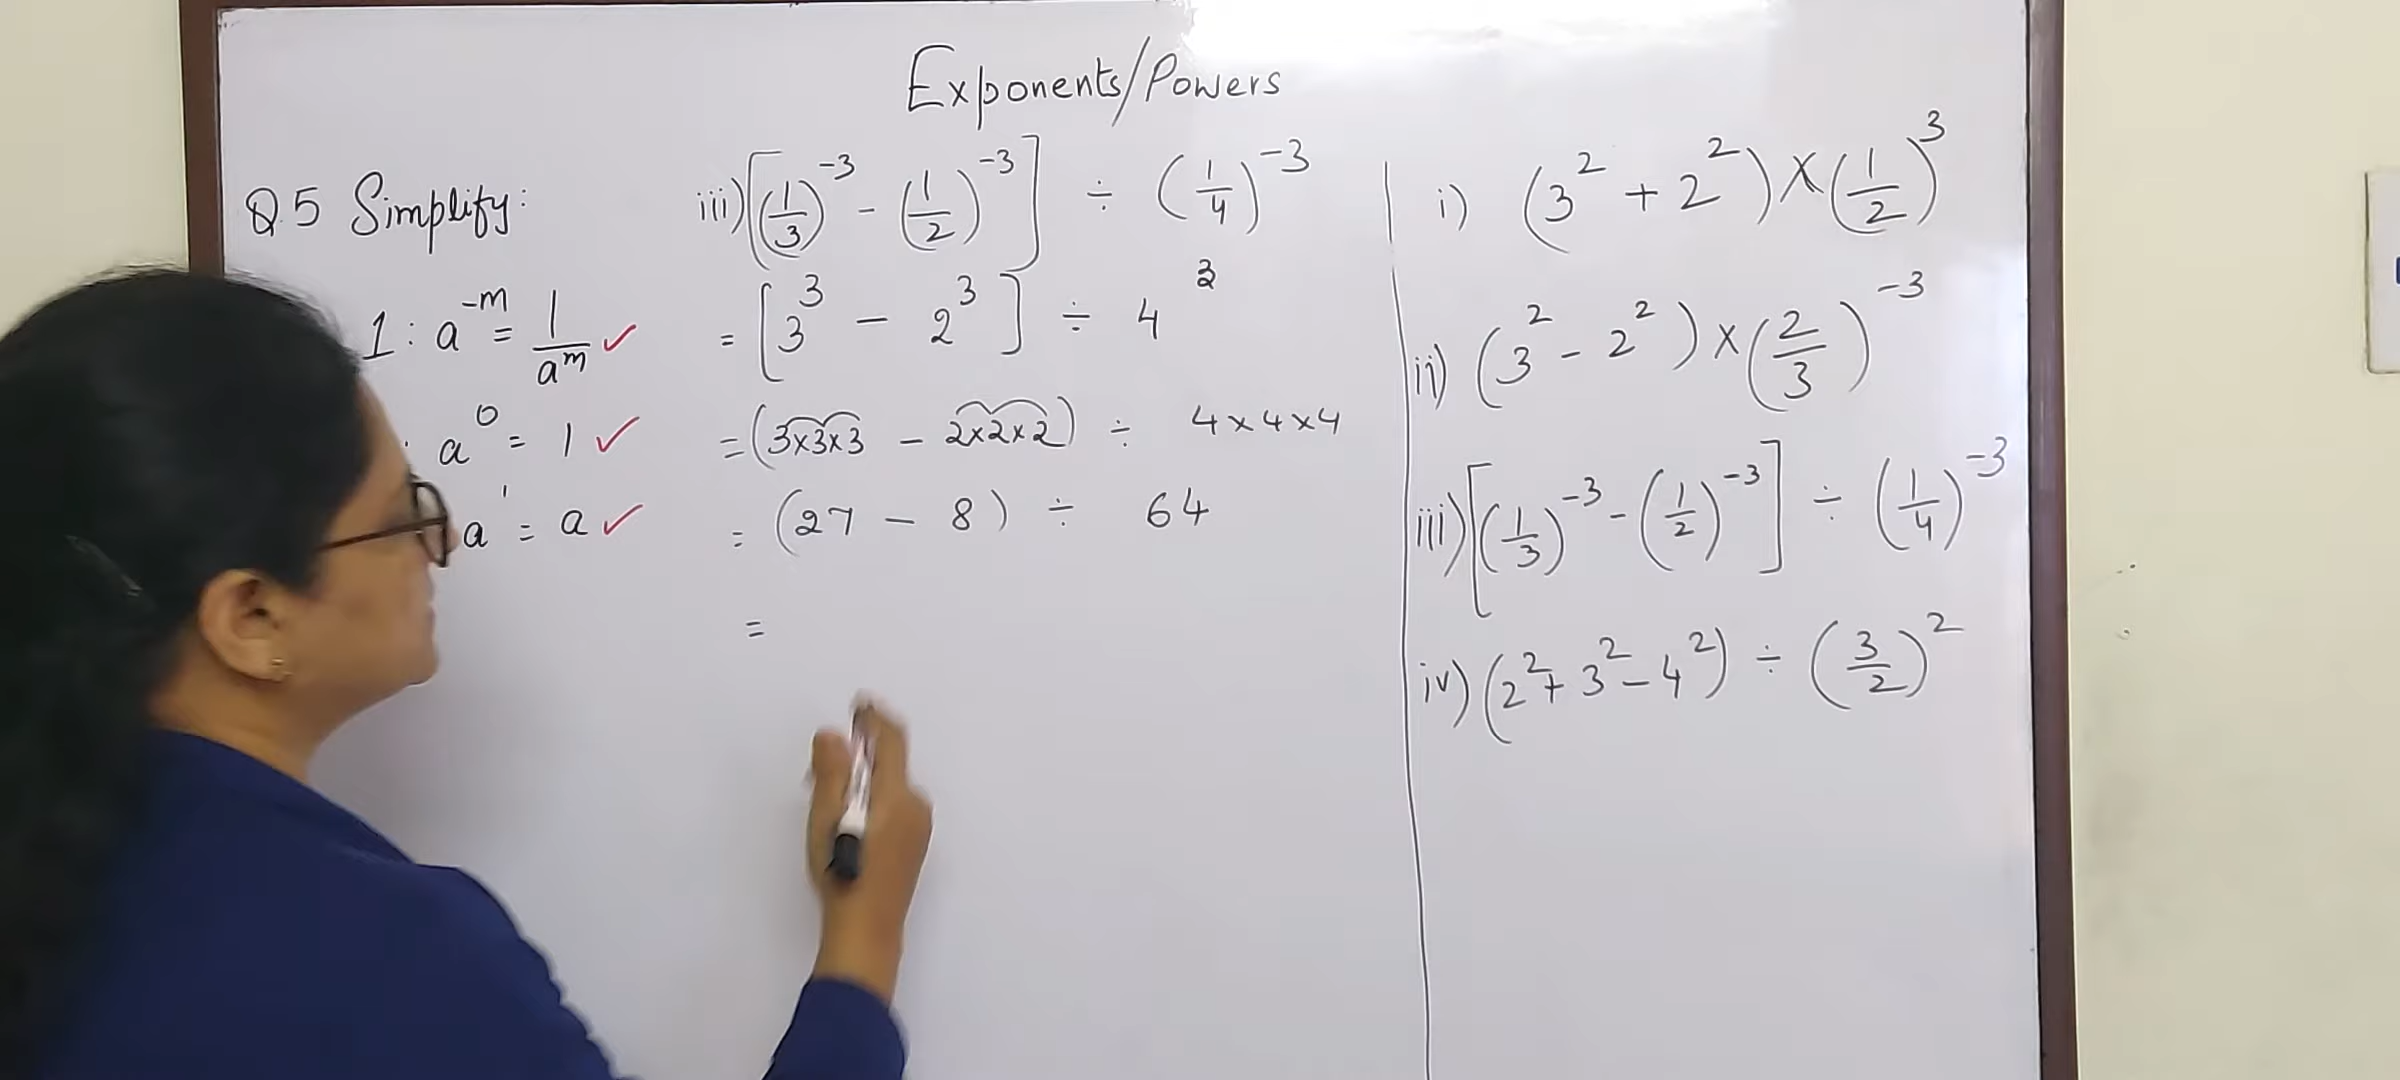 Exponents/Powers
Q.5 Simplify:
1: a^-m = 1/a^m ✓
a^0 = 1 ✓
a^1 = a ✓
iii) [(1/3)^-3 - (1/2)^-3] ÷ (1/4)^-3
= [3^3 - 2^3] ÷ 4^3
= (3×3×3 - 2×2×2) ÷ 4×4×4
= (27 - 8) ÷ 64
=
i) (3^2 + 2^2) × (1/2)^3
ii) (3^2 - 2^2) × (2/3)^-3
iii) [(1/3)^-3 - (1/2)^-3] ÷ (1/4)^-3
iv) (2^2 + 3^2 - 4^2) ÷ (3/2)^2